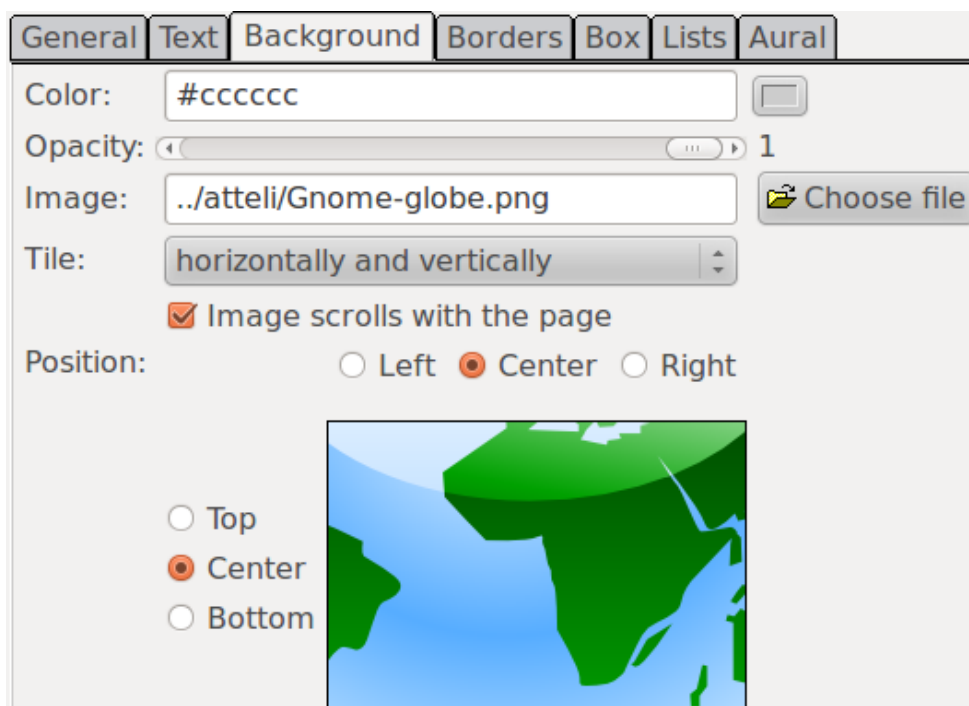 General Text Background Borders Box Lists Aural
Color: #cccccc
Opacity: 1
Image: ../atteli/Gnome-globe.png Choose file
Tile: horizontally and vertically
Image scrolls with the page
Position: Left Center Right
Top
Center
Bottom